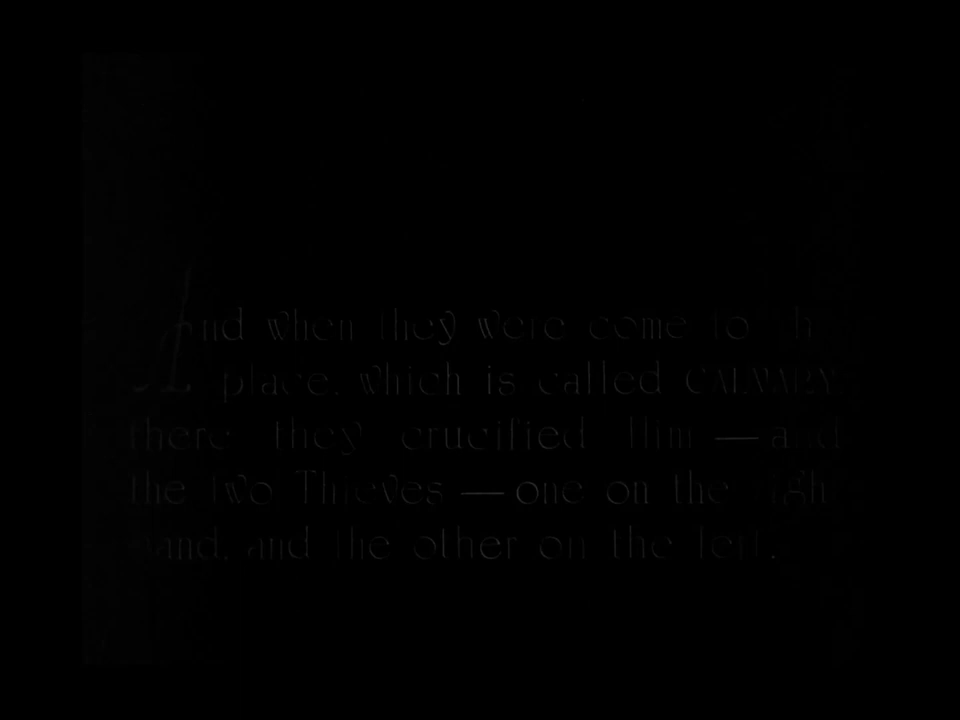 And when they were come to the
place, which is called CALVARY,
there they crucified Him — and
the two Thieves — one on the right
hand, and the other on the left.